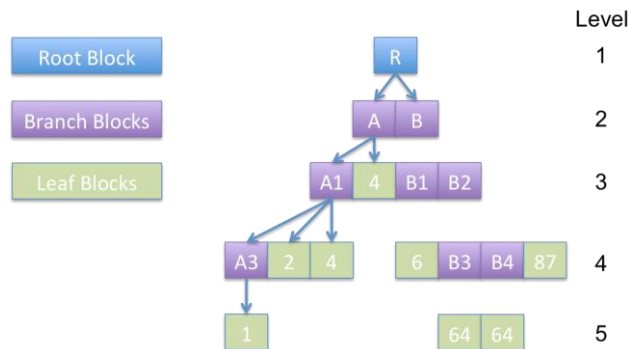 Level
Root Block R 1
Branch Blocks A B 2
Leaf Blocks A1 4 B1 B2 3
A3 2 4 6 B3 B4 87 4
1 64 64 5